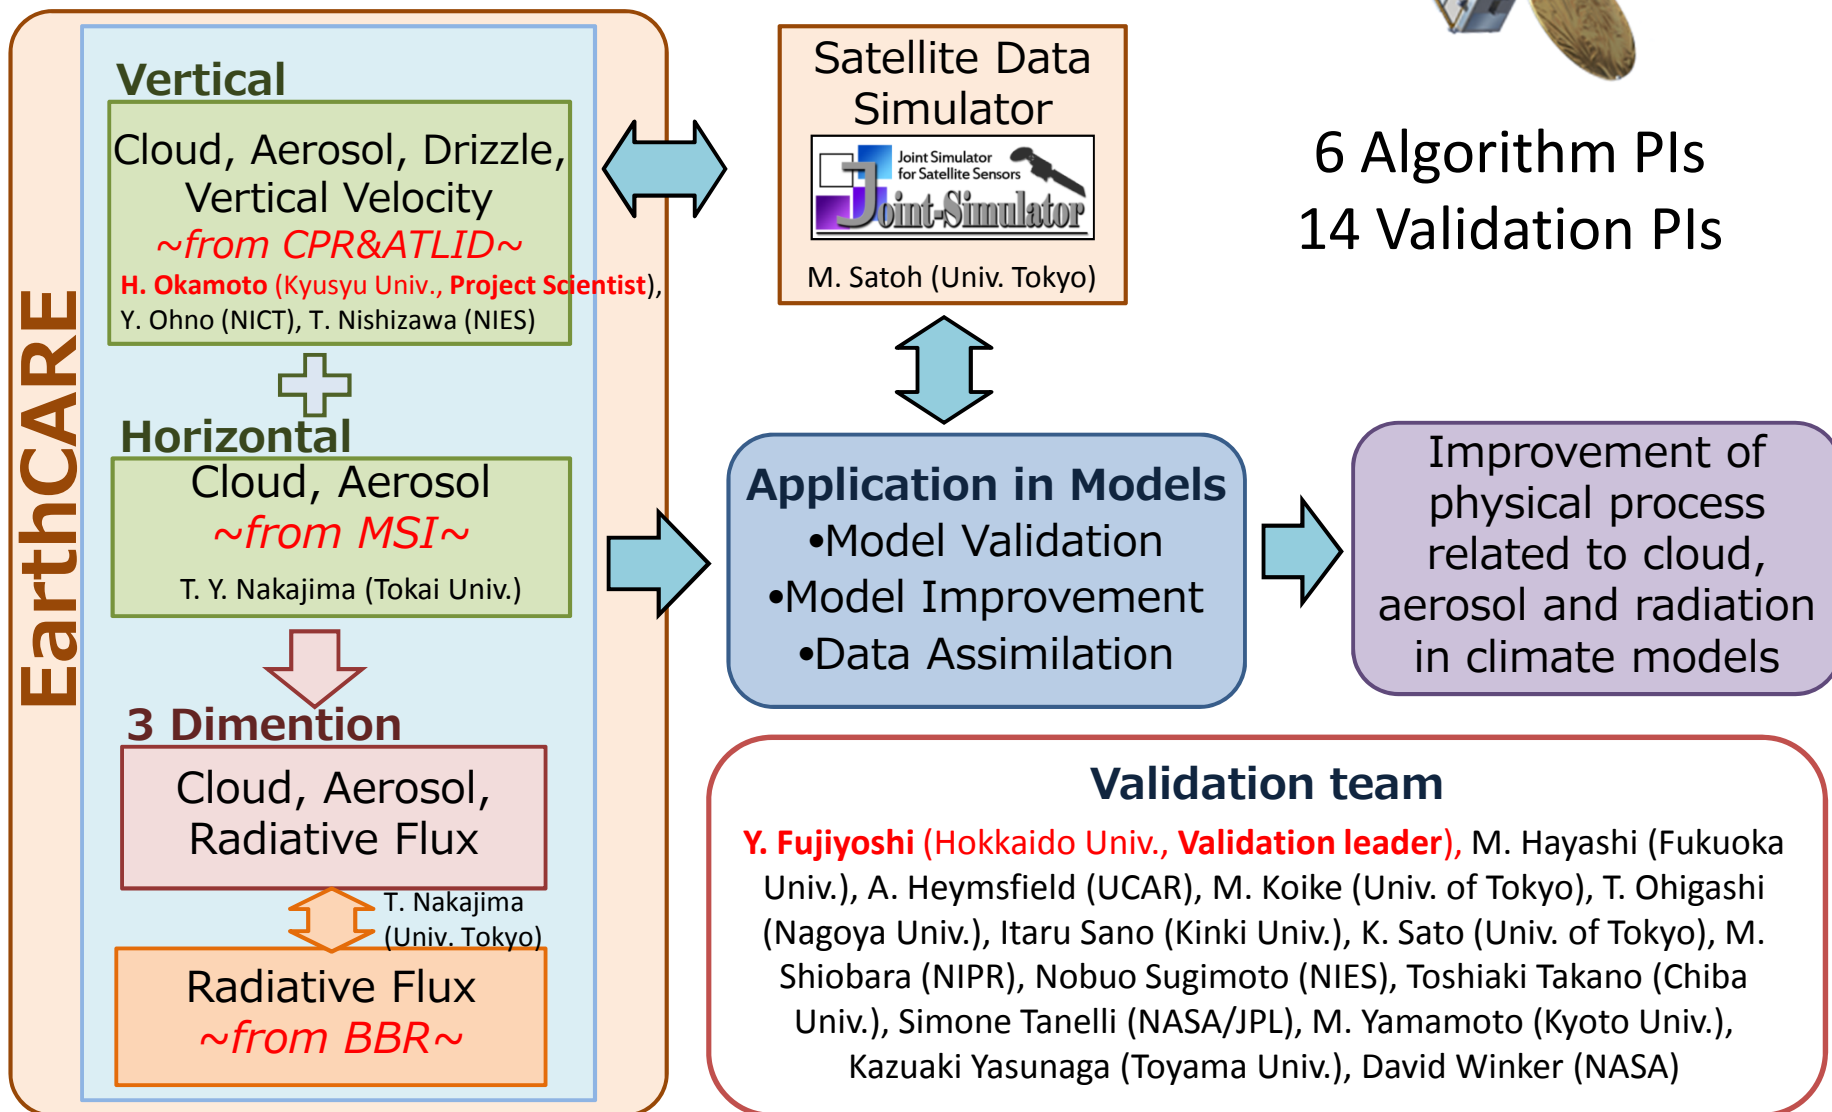 EarthCARE
Vertical
Cloud, Aerosol, Drizzle,
Vertical Velocity
~from CPR&ATLID~
H. Okamoto (Kyusyu Univ., Project Scientist),
Y. Ohno (NICT), T. Nishizawa (NIES)
Horizontal
Cloud, Aerosol
~from MSI~
T. Y. Nakajima (Tokai Univ.)
3 Dimention
Cloud, Aerosol,
Radiative Flux
T. Nakajima
(Univ. Tokyo)
Radiative Flux
~from BBR~
Satellite Data
Simulator
Joint Simulator
for Satellite Sensors
Joint-Simulator
M. Satoh (Univ. Tokyo)
6 Algorithm PIs
14 Validation PIs
Application in Models
•Model Validation
•Model Improvement
•Data Assimilation
Improvement of
physical process
related to cloud,
aerosol and radiation
in climate models
Validation team
Y. Fujiyoshi (Hokkaido Univ., Validation leader), M. Hayashi (Fukuoka
Univ.), A. Heymsfield (UCAR), M. Koike (Univ. of Tokyo), T. Ohigashi
(Nagoya Univ.), Itaru Sano (Kinki Univ.), K. Sato (Univ. of Tokyo), M.
Shiobara (NIPR), Nobuo Sugimoto (NIES), Toshiaki Takano (Chiba
Univ.), Simone Tanelli (NASA/JPL), M. Yamamoto (Kyoto Univ.),
Kazuaki Yasunaga (Toyama Univ.), David Winker (NASA)